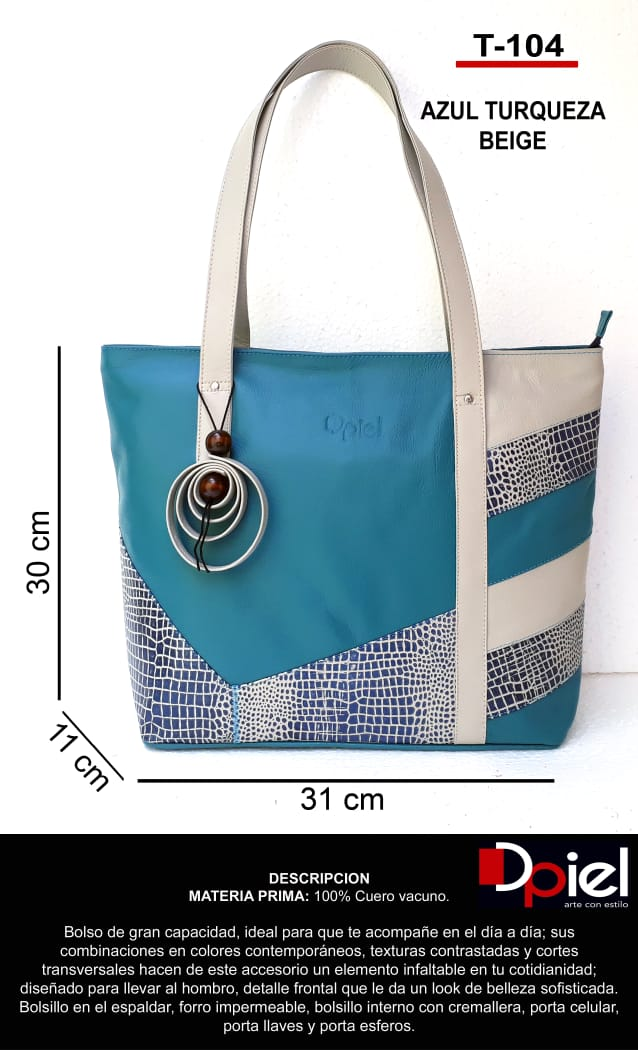 T-104
AZUL TURQUEZA
BEIGE
Dpiel
30 cm
11 cm
31 cm
Dpiel
arte con estilo
DESCRIPCION
MATERIA PRIMA: 100% Cuero vacuno.
Bolso de gran capacidad, ideal para que te acompañe en el día a día; sus
combinaciones en colores contemporáneos, texturas contrastadas y cortes
transversales hacen de este accesorio un elemento infaltable en tu cotidianidad;
diseñado para llevar al hombro, detalle frontal que le da un look de belleza sofisticada.
Bolsillo en el espaldar, forro impermeable, bolsillo interno con cremallera, porta celular,
porta llaves y porta esferos.